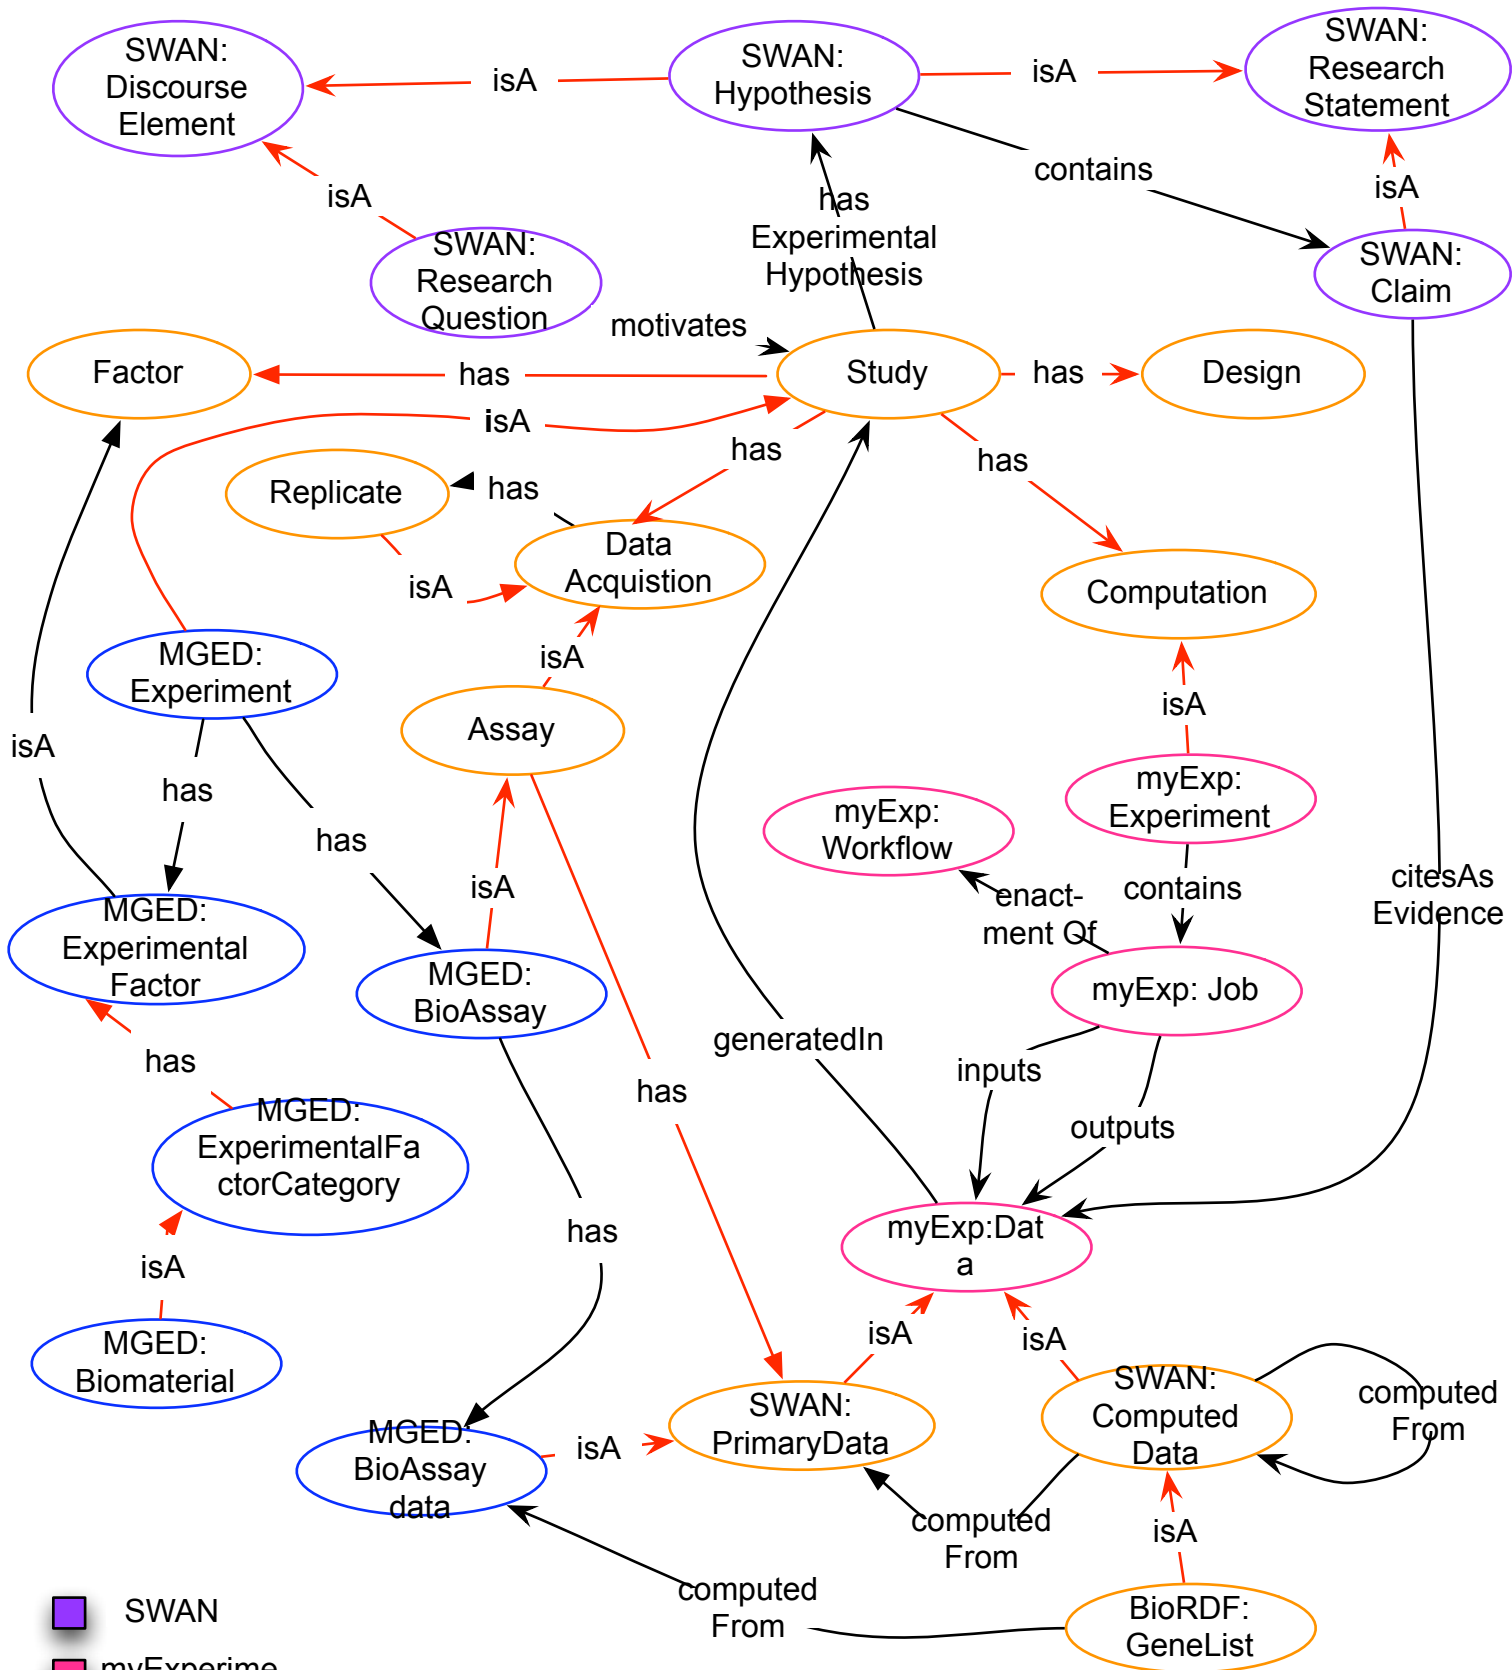 SWAN:
Discourse
Element
isA
SWAN:
Hypothesis
isA
SWAN:
Research
Statement
contains
isA
isA
has
Experimental
Hypothesis
SWAN:
Research
Question
SWAN:
Claim
motivates
Factor
has
Study
has
Design
isA
has
has
Replicate
has
Data
Acquistion
isA
Computation
isA
MGED:
Experiment
isA
Assay
isA
has
has
myExp:
Experiment
myExp:
Workflow
isA
contains
enact-
ment Of
citesAs
Evidence
MGED:
Experimental
Factor
MGED:
BioAssay
myExp: Job
generatedIn
inputs
has
has
outputs
MGED:
ExperimentalFa
ctorCategory
has
myExp:Dat
a
isA
isA
isA
MGED:
Biomaterial
SWAN:
PrimaryData
SWAN:
Computed
Data
computed
From
MGED:
BioAssay
data
isA
computed
From
isA
computed
From
BioRDF:
GeneList
SWAN
myExperime